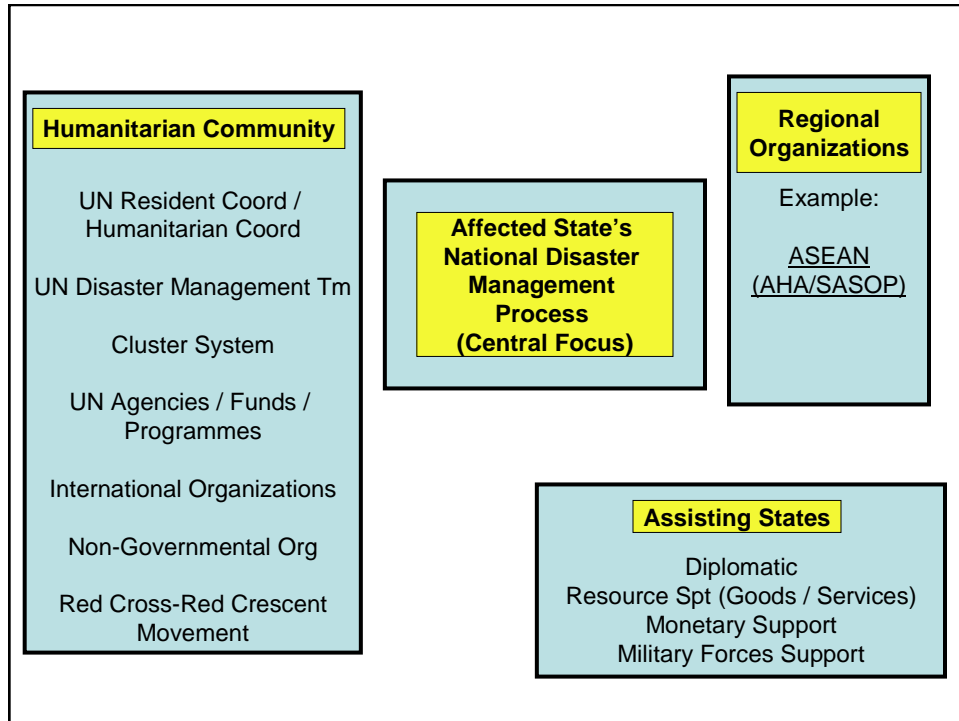 Humanitarian Community
UN Resident Coord /
Humanitarian Coord
UN Disaster Management Tm
Cluster System
UN Agencies / Funds /
Programmes
International Organizations
Non-Governmental Org
Red Cross-Red Crescent
Movement
Affected State’s
National Disaster
Management
Process
(Central Focus)
Regional
Organizations
Example:
ASEAN
(AHA/SASOP)
Assisting States
Diplomatic
Resource Spt (Goods / Services)
Monetary Support
Military Forces Support